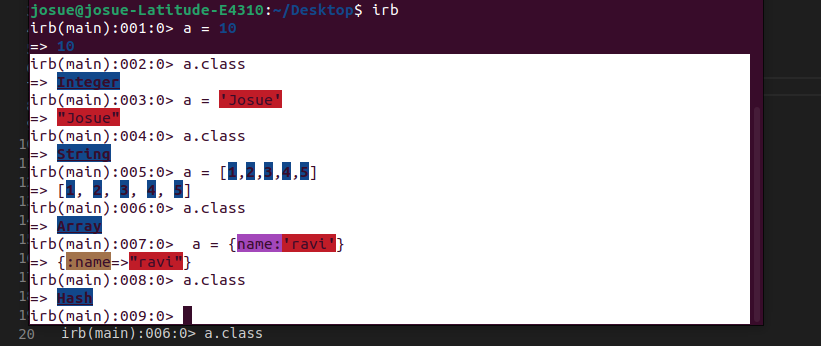 josue@josue-Latitude-E4310:~/Desktop$ irb
irb(main):001:0> a = 10
=> 10
irb(main):002:0> a.class
=> Integer
irb(main):003:0> a = 'Josue'
=> "Josue"
irb(main):004:0> a.class
=> String
irb(main):005:0> a = [1,2,3,4,5]
=> [1, 2, 3, 4, 5]
irb(main):006:0> a.class
=> Array
irb(main):007:0>  a = {name:'ravi'}
=> {:name=>"ravi"}
irb(main):008:0> a.class
=> Hash
irb(main):009:0>
20 irb(main):006:0> a.class